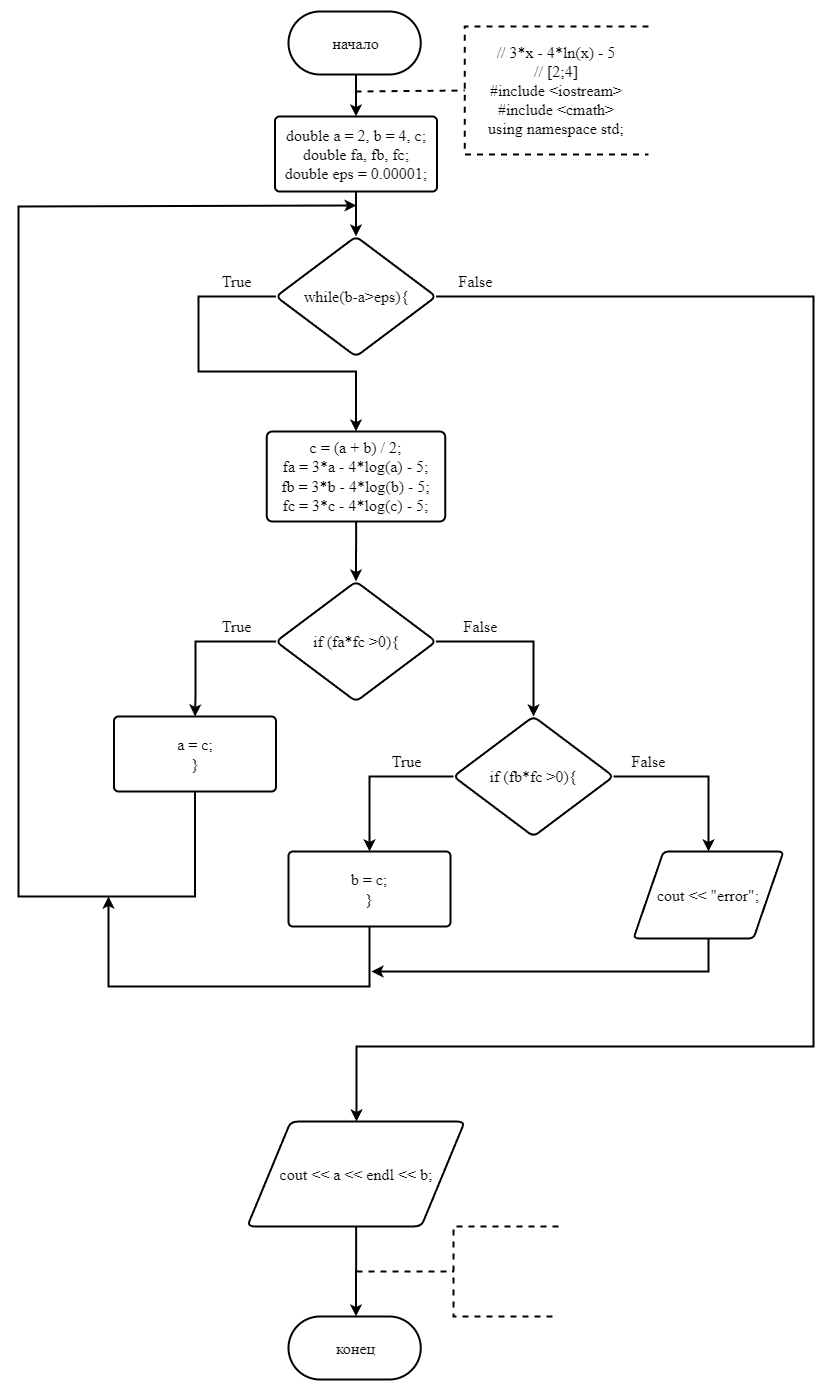 начало
// 3*x - 4*ln(x) - 5
// [2;4]
#include <iostream>
#include <cmath>
using namespace std;
double a = 2, b = 4, c;
double fa, fb, fc;
double eps = 0.00001;
True
False
while(b-a>eps){
c = (a + b) / 2;
fa = 3*a - 4*log(a) - 5;
fb = 3*b - 4*log(b) - 5;
fc = 3*c - 4*log(c) - 5;
True
False
if (fa*fc >0){
a = c;
}
True
False
if (fb*fc >0){
b = c;
}
cout << "error";
cout << a << endl << b;
конец